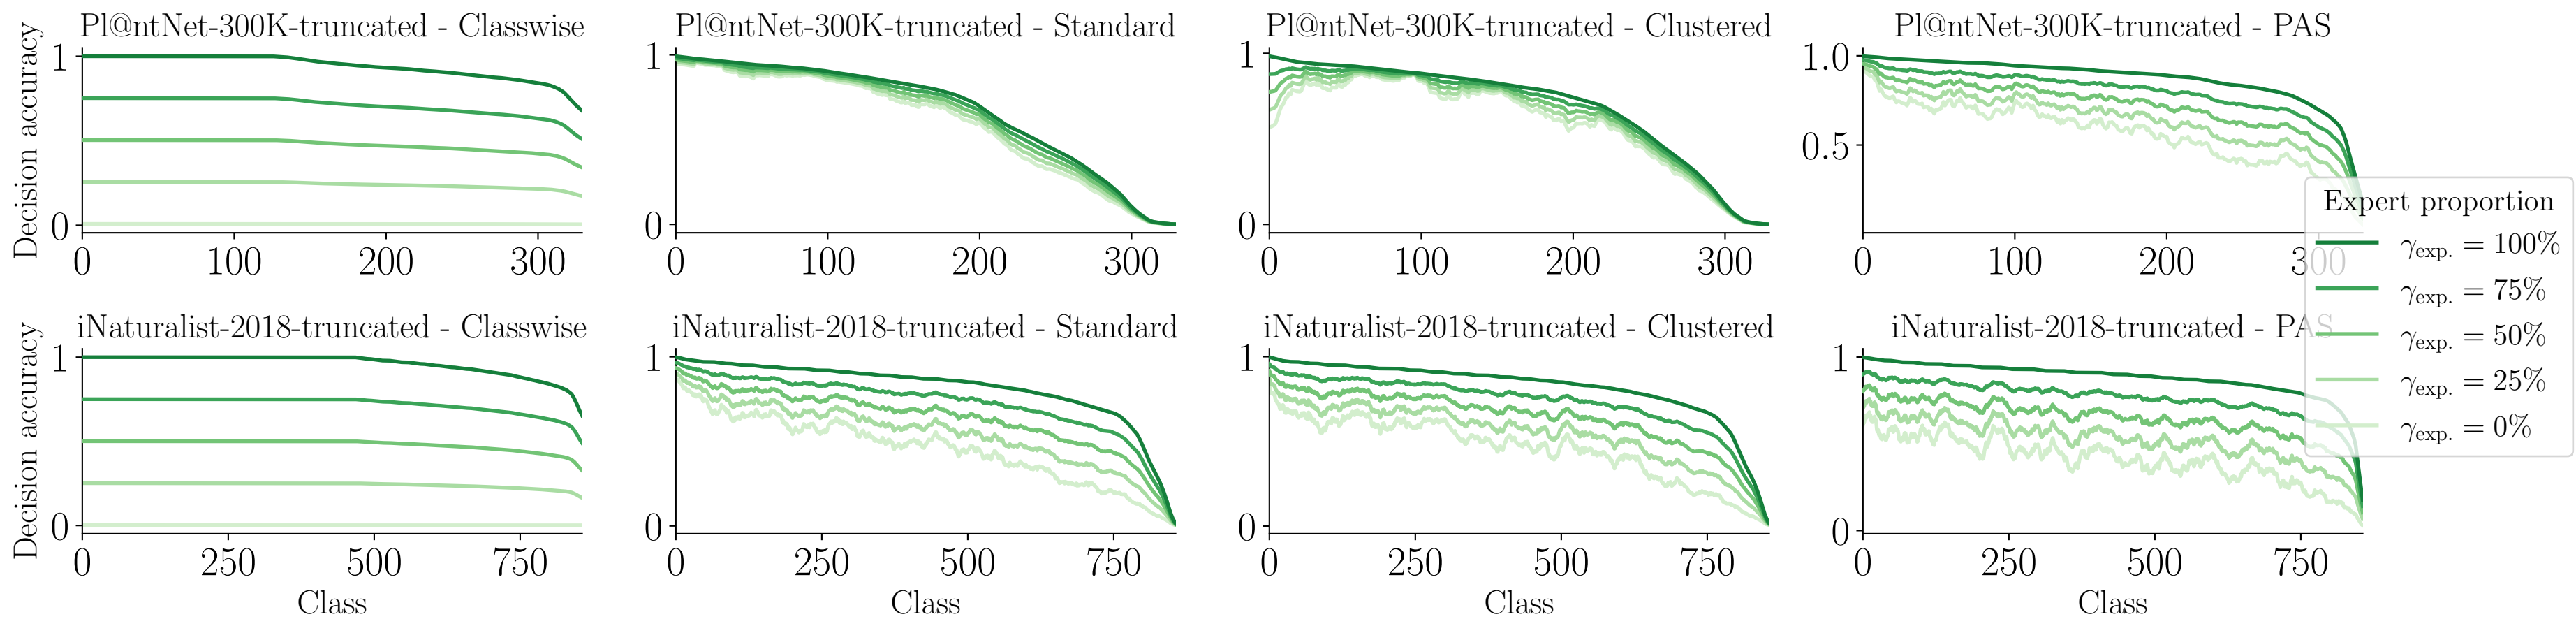 Pl@ntNet-300K-truncated - Classwise
Pl@ntNet-300K-truncated - Standard
Pl@ntNet-300K-truncated - Clustered
Pl@ntNet-300K-truncated - PAS
Decision accuracy
1
0
0 100 200 300
1
0
0 100 200 300
1
0
0 100 200 300
1.0
0.5
0 100 200 300
Expert proportion
γexp. = 100%
γexp. = 75%
γexp. = 50%
γexp. = 25%
γexp. = 0%
iNaturalist-2018-truncated - Classwise
iNaturalist-2018-truncated - Standard
iNaturalist-2018-truncated - Clustered
iNaturalist-2018-truncated - PAS
Decision accuracy
1
0
0 250 500 750
Class
1
0
0 250 500 750
Class
1
0
0 250 500 750
Class
1
0
0 250 500 750
Class